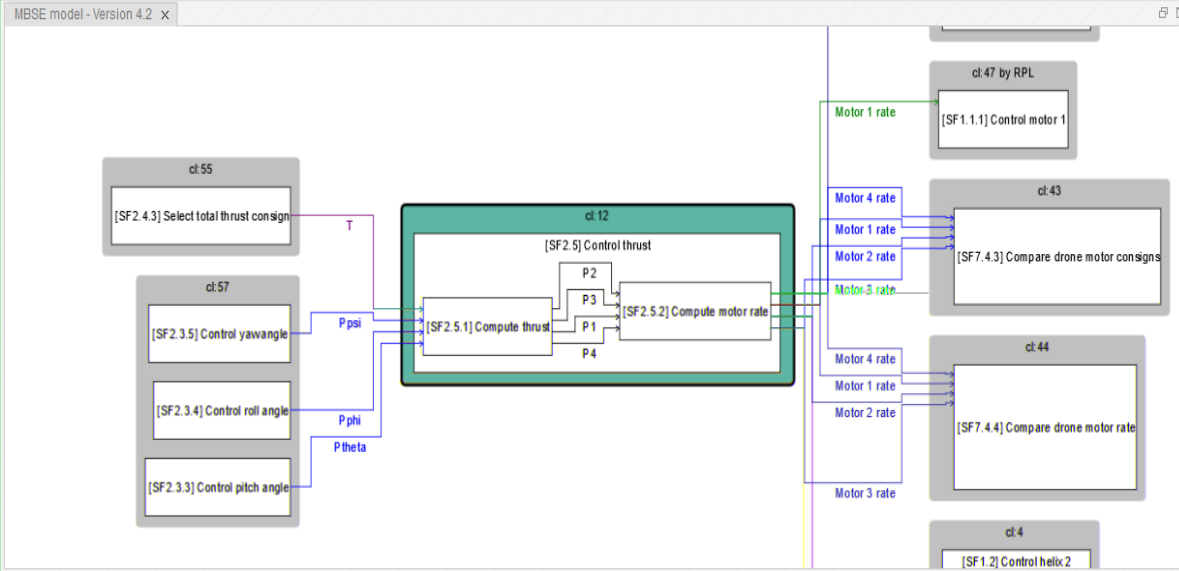 MBSE model - Version 4.2 x
cl:47 by RPL
Motor 1 rate
[SF1.1.1] Control motor 1
cl:55
[SF2.4.3] Select total thrust consign
T
cl:43
Motor 4 rate
Motor 1 rate
Motor 2 rate
Motor 3 rate
[SF7.4.3] Compare drone motor consigns
cl:12
[SF2.5] Control thrust
P2
P3
P1
P4
[SF2.5.1] Compute thrust
[SF2.5.2] Compute motor rate
cl:57
[SF2.3.5] Control yawangle
Ppsi
[SF2.3.4] Control roll angle
Pphi
Ptheta
[SF2.3.3] Control pitch angle
cl:44
Motor 4 rate
Motor 1 rate
Motor 2 rate
[SF7.4.4] Compare drone motor rate
Motor 3 rate
cl:4
[SF1.2] Control helix 2